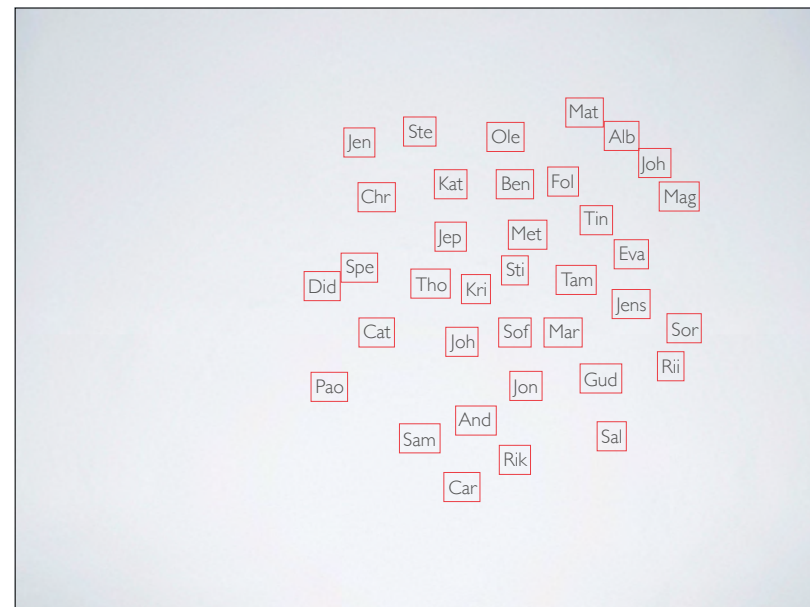 Mat
Ste
Alb
Ole
Jen
Joh
Fol
Kat
Ben
Chr
Mag
Tin
Met
Jep
Eva
Spe
Sti
Tam
Tho
Did
Kri
Jens
Sor
Cat
Sof
Mar
Joh
Rii
Gud
Jon
Pao
And
Sal
Sam
Rik
Car